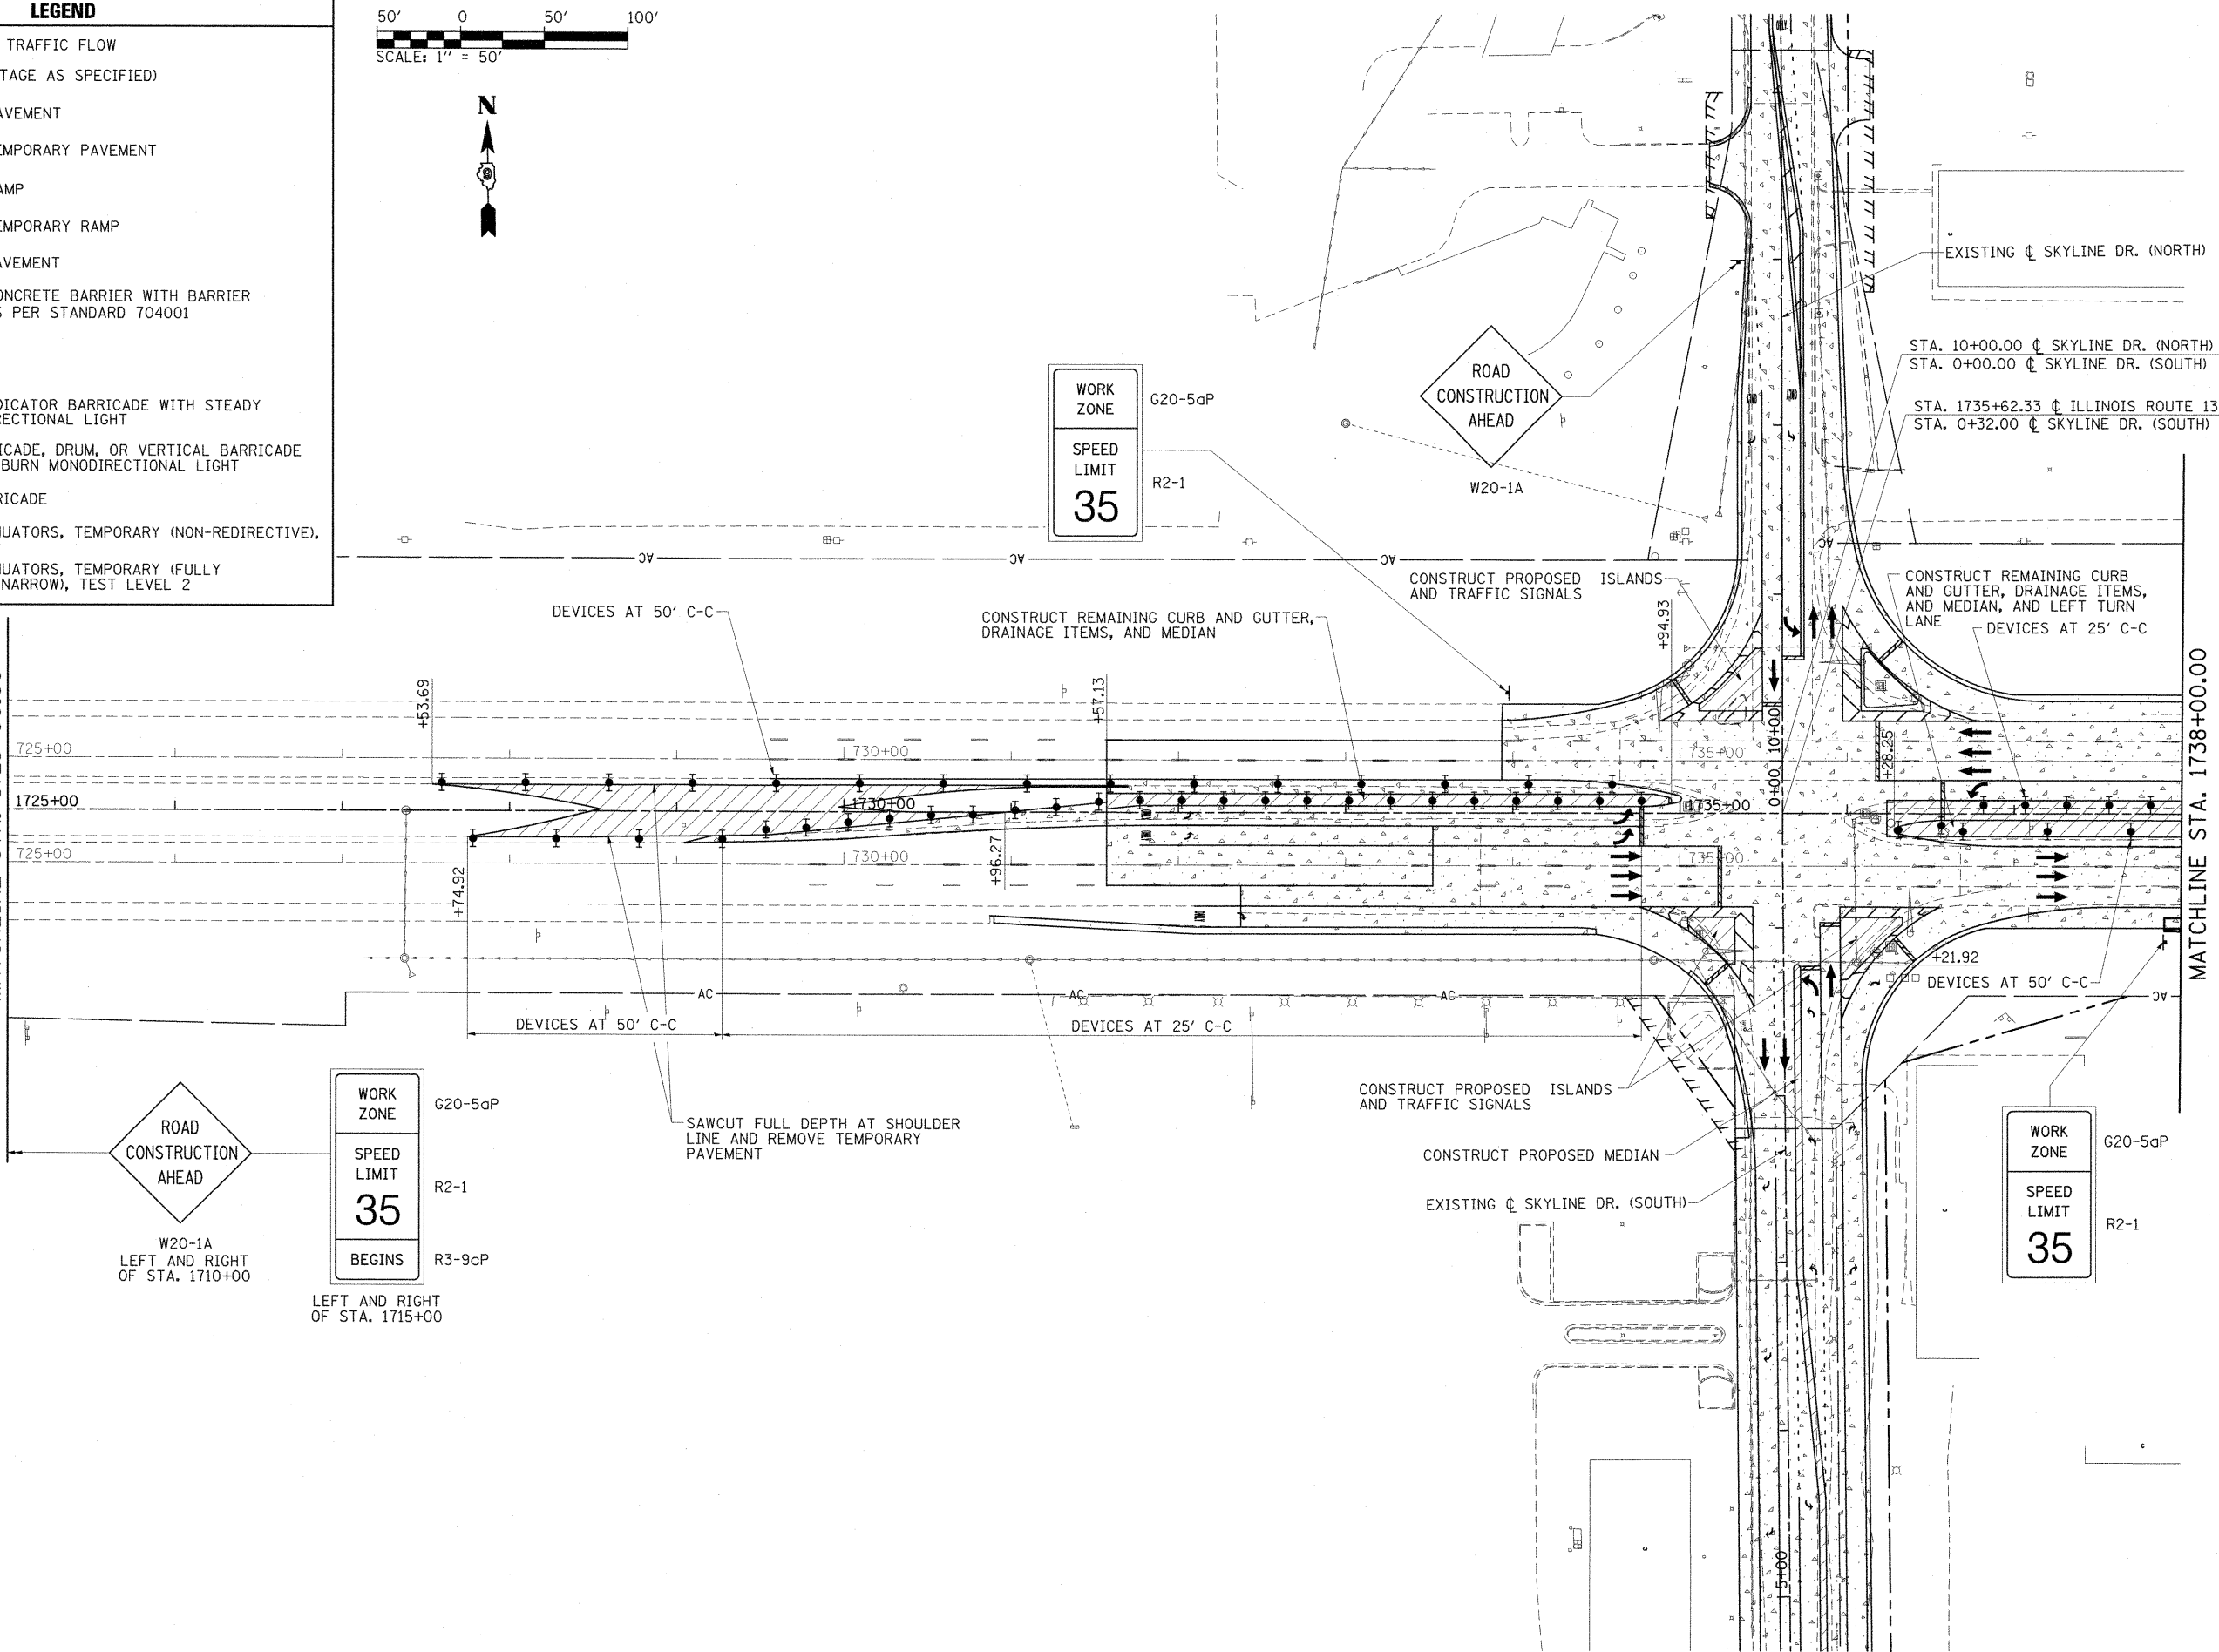 LEGEND
TRAFFIC FLOW
TAGE AS SPECIFIED)
AVEMENT
EMPORARY PAVEMENT
AMP
EMPORARY RAMP
AVEMENT
ONCRETE BARRIER WITH BARRIER
S PER STANDARD 704001
DICATOR BARRICADE WITH STEADY
RECTIONAL LIGHT
ICADE, DRUM, OR VERTICAL BARRICADE
BURN MONODIRECTIONAL LIGHT
RICADE
NUATORS, TEMPORARY (NON-REDIRECTIVE),
NUATORS, TEMPORARY (FULLY
NARROW), TEST LEVEL 2
50' 0 50' 100'
SCALE: 1" = 50'
N
EXISTING ℄ SKYLINE DR. (NORTH)
STA. 10+00.00 ℄ SKYLINE DR. (NORTH)
STA. 0+00.00 ℄ SKYLINE DR. (SOUTH)
STA. 1735+62.33 ℄ ILLINOIS ROUTE 13
STA. 0+32.00 ℄ SKYLINE DR. (SOUTH)
WORK
ZONE
G20-5aP
SPEED
LIMIT
35
R2-1
ROAD
CONSTRUCTION
AHEAD
W20-1A
AC
AC
AC
AC
CONSTRUCT PROPOSED ISLANDS
AND TRAFFIC SIGNALS
CONSTRUCT REMAINING CURB
AND GUTTER, DRAINAGE ITEMS,
AND MEDIAN, AND LEFT TURN
LANE
DEVICES AT 25' C-C
DEVICES AT 50' C-C
CONSTRUCT REMAINING CURB AND GUTTER,
DRAINAGE ITEMS, AND MEDIAN
+94.93
+53.69
+57.13
725+00
730+00
735+00
0+00 10+00
+28.25
1725+00
1730+00
1735+00
725+00
730+00
735+00
+74.92
+96.27
MATCHLINE STA. 1738+00.00
+21.92
DEVICES AT 50' C-C
AC
AC
AC
AC
DEVICES AT 50' C-C
DEVICES AT 25' C-C
CONSTRUCT PROPOSED ISLANDS
AND TRAFFIC SIGNALS
SAWCUT FULL DEPTH AT SHOULDER
LINE AND REMOVE TEMPORARY
PAVEMENT
CONSTRUCT PROPOSED MEDIAN
EXISTING ℄ SKYLINE DR. (SOUTH)
ROAD
CONSTRUCTION
AHEAD
W20-1A
LEFT AND RIGHT
OF STA. 1710+00
WORK
ZONE
G20-5aP
SPEED
LIMIT
35
R2-1
BEGINS
R3-9cP
LEFT AND RIGHT
OF STA. 1715+00
WORK
ZONE
G20-5aP
SPEED
LIMIT
35
R2-1
5+00